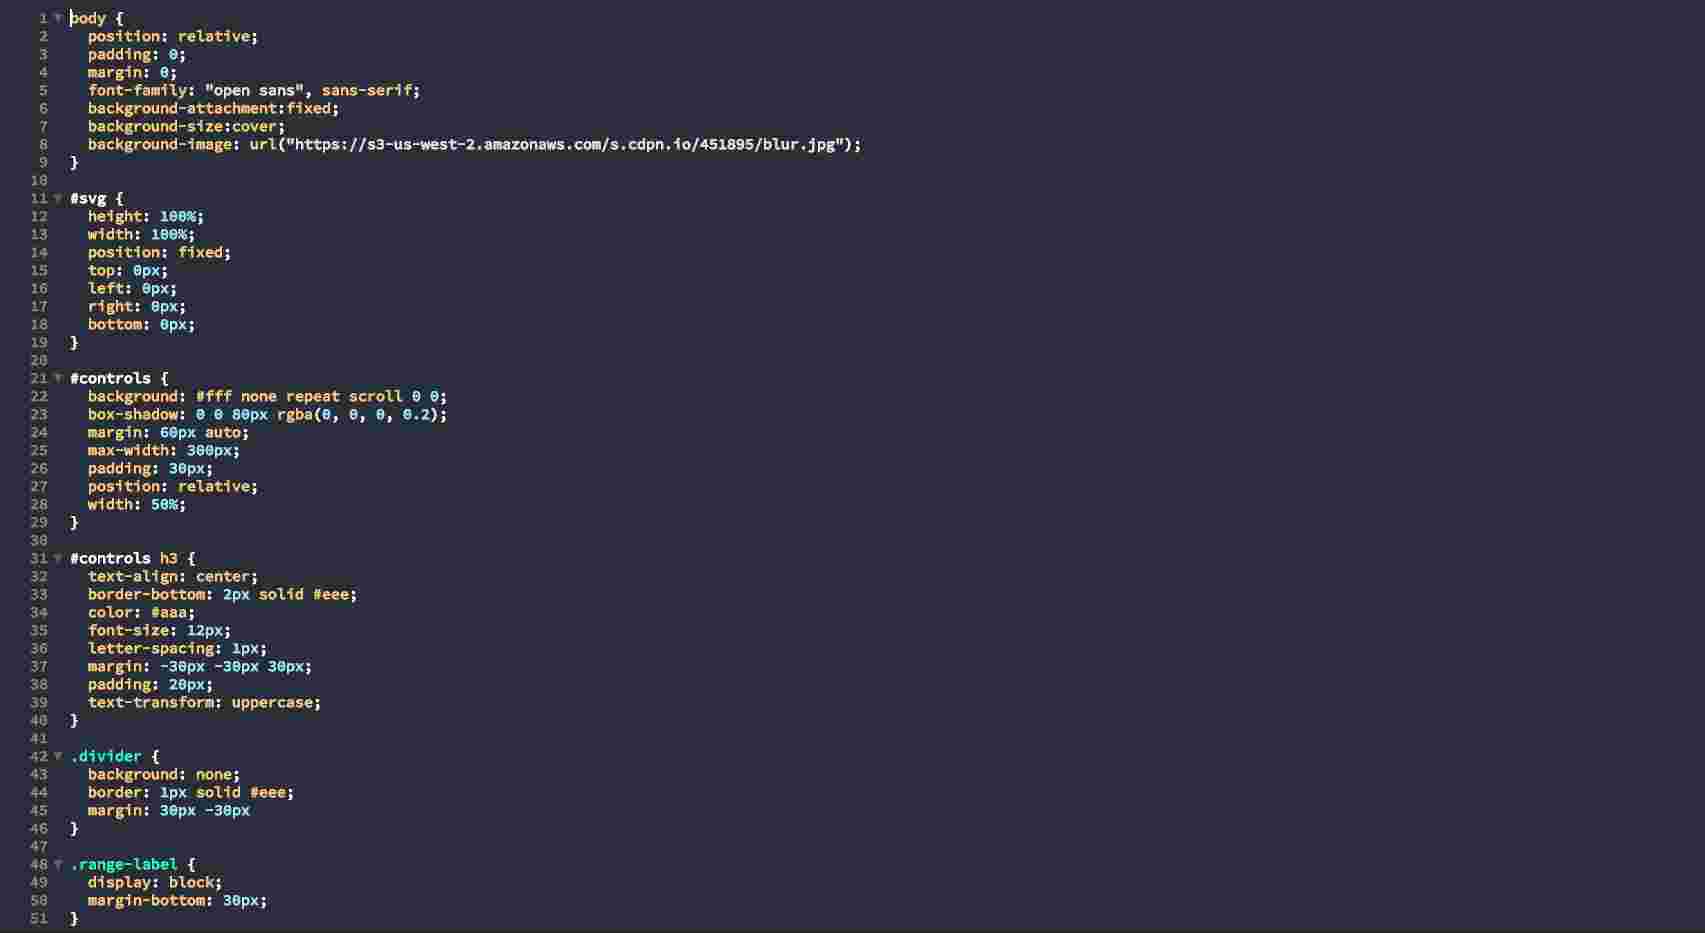 1 body {
2 position: relative;
3 padding: 0;
4 margin: 0;
5 font-family: "open sans", sans-serif;
6 background-attachment:fixed;
7 background-size:cover;
8 background-image: url("https://s3-us-west-2.amazonaws.com/s.cdpn.io/451895/blur.jpg");
9 }
10
11 #svg {
12 height: 100%;
13 width: 100%;
14 position: fixed;
15 top: 0px;
16 left: 0px;
17 right: 0px;
18 bottom: 0px;
19 }
20
21 #controls {
22 background: #fff none repeat scroll 0 0;
23 box-shadow: 0 0 80px rgba(0, 0, 0, 0.2);
24 margin: 60px auto;
25 max-width: 300px;
26 padding: 30px;
27 position: relative;
28 width: 50%;
29 }
30
31 #controls h3 {
32 text-align: center;
33 border-bottom: 2px solid #eee;
34 color: #aaa;
35 font-size: 12px;
36 letter-spacing: 1px;
37 margin: -30px -30px 30px;
38 padding: 20px;
39 text-transform: uppercase;
40 }
41
42 .divider {
43 background: none;
44 border: 1px solid #eee;
45 margin: 30px -30px
46 }
47
48 .range-label {
49 display: block;
50 margin-bottom: 30px;
51 }